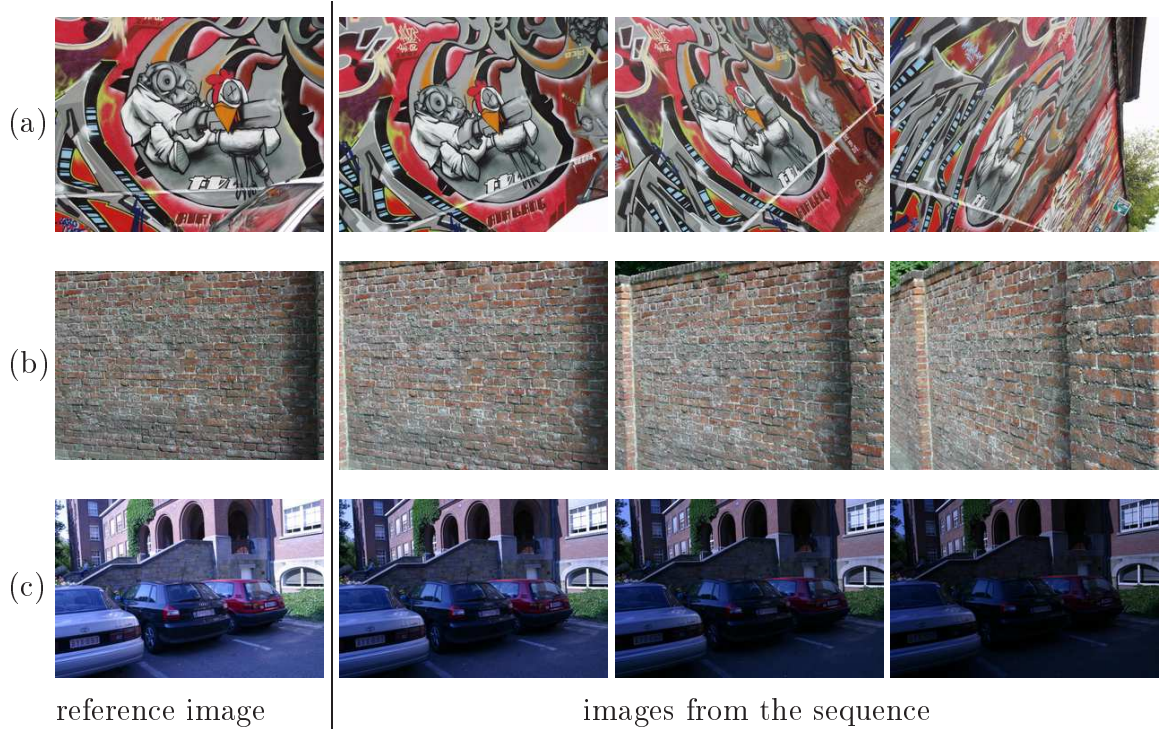 (a)
(b)
(c)
reference image
images from the sequence